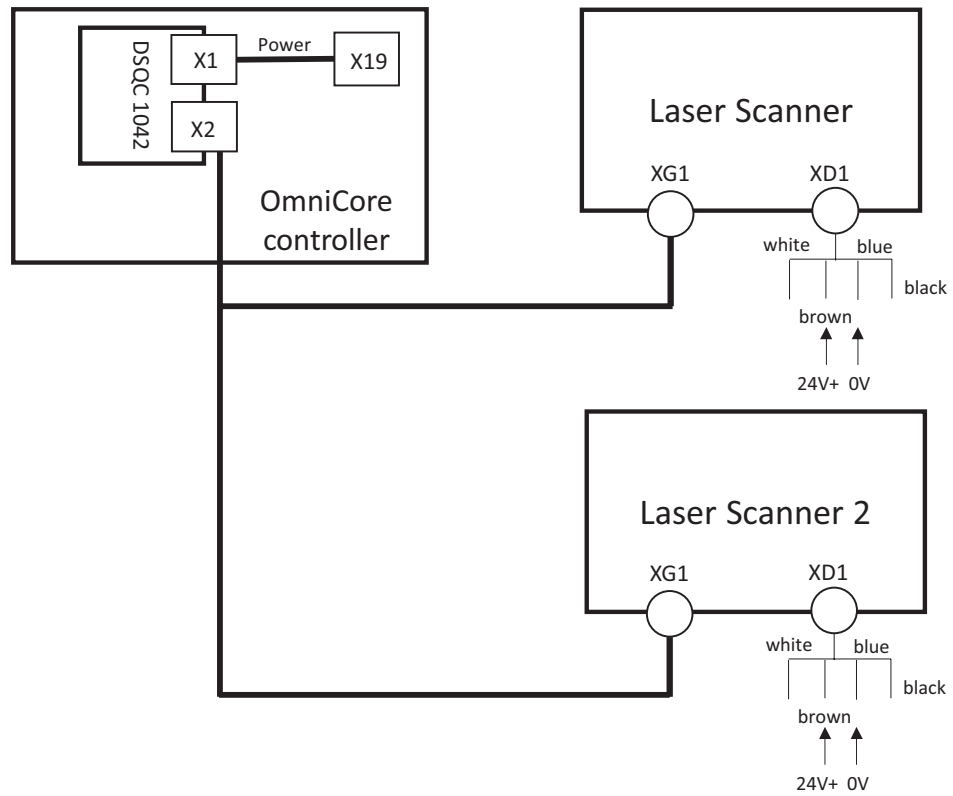 DSQC 1042
X1
Power
X19
X2
OmniCore
controller
Laser Scanner
XG1
XD1
white
blue
black
brown
24V+ 0V
Laser Scanner 2
XG1
XD1
white
blue
black
brown
24V+ 0V